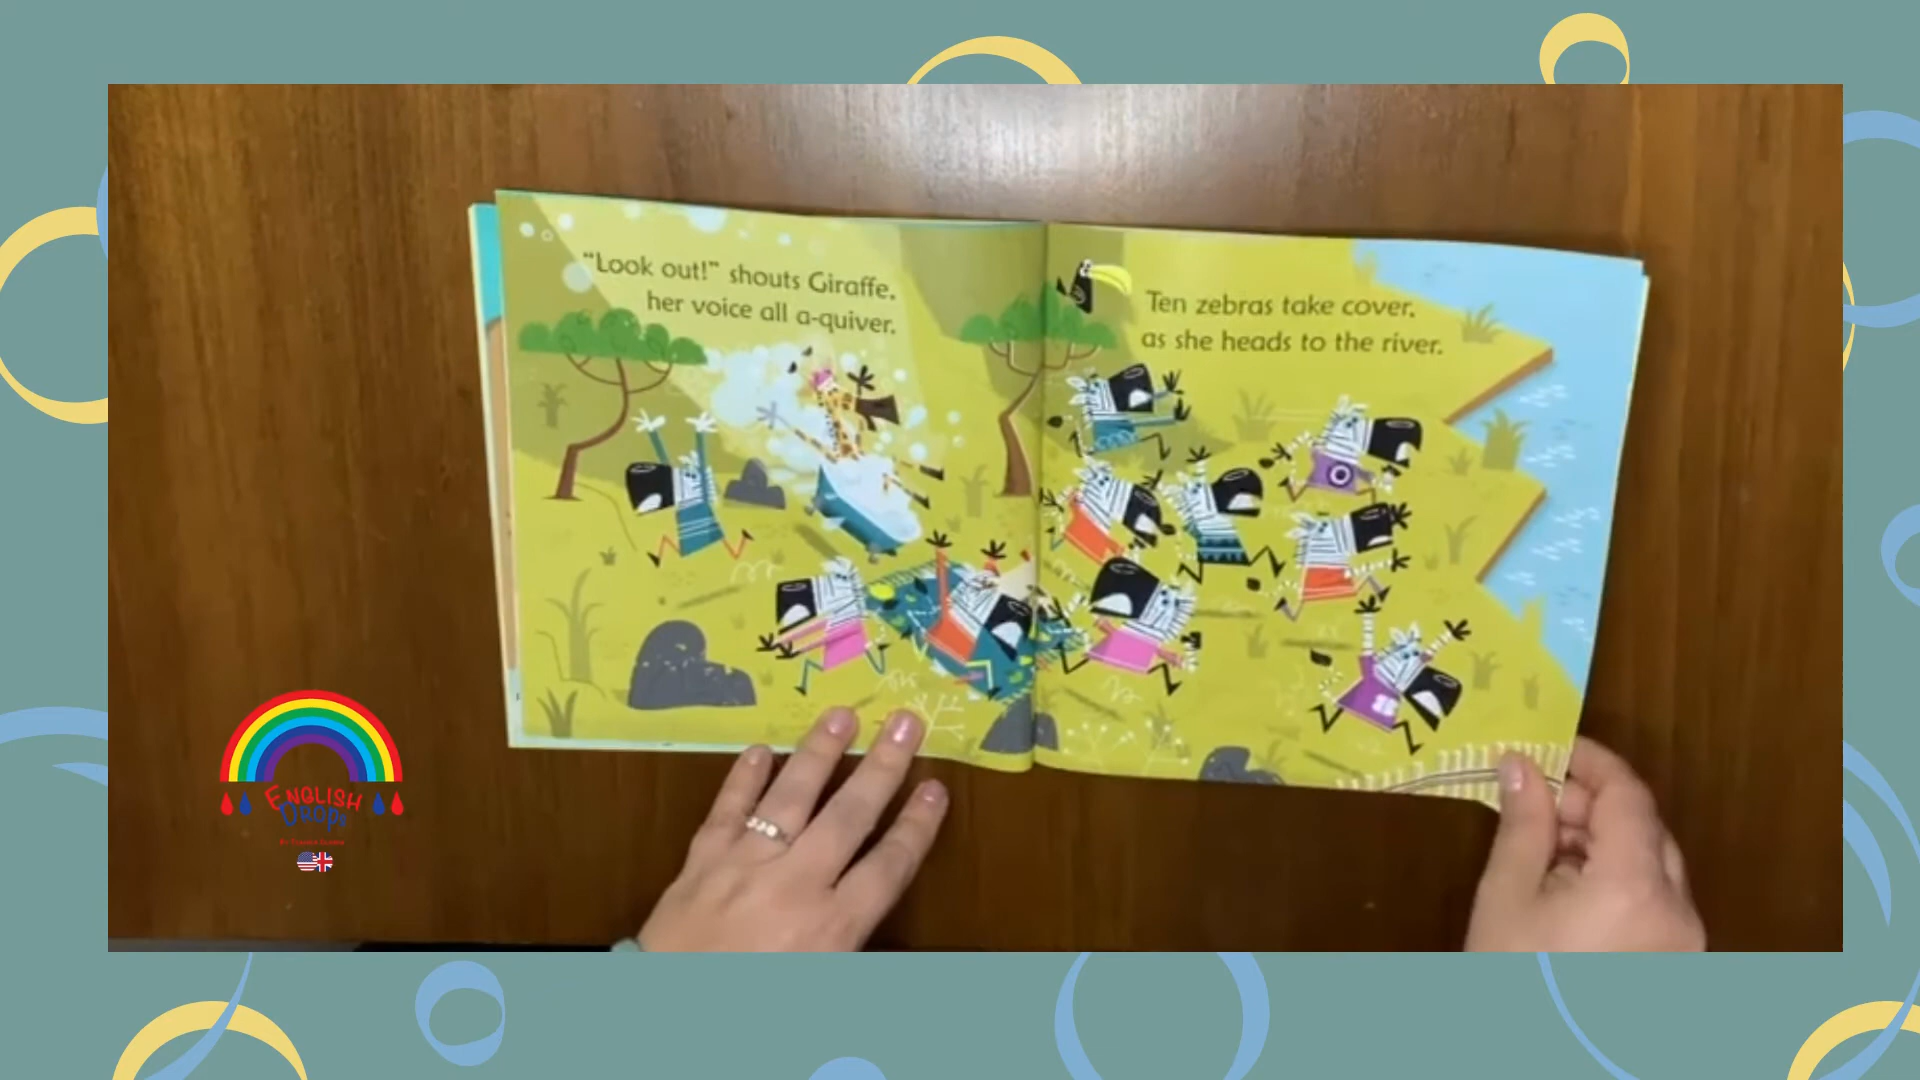 “Look out!” shouts Giraffe,
her voice all a-quiver.
Ten zebras take cover,
as she heads to the river.
ENGLISH
DROPS